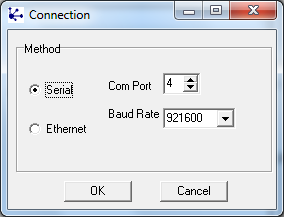 Connection
Method
Serial
Com Port 4
Ethernet
Baud Rate 921600
OK Cancel